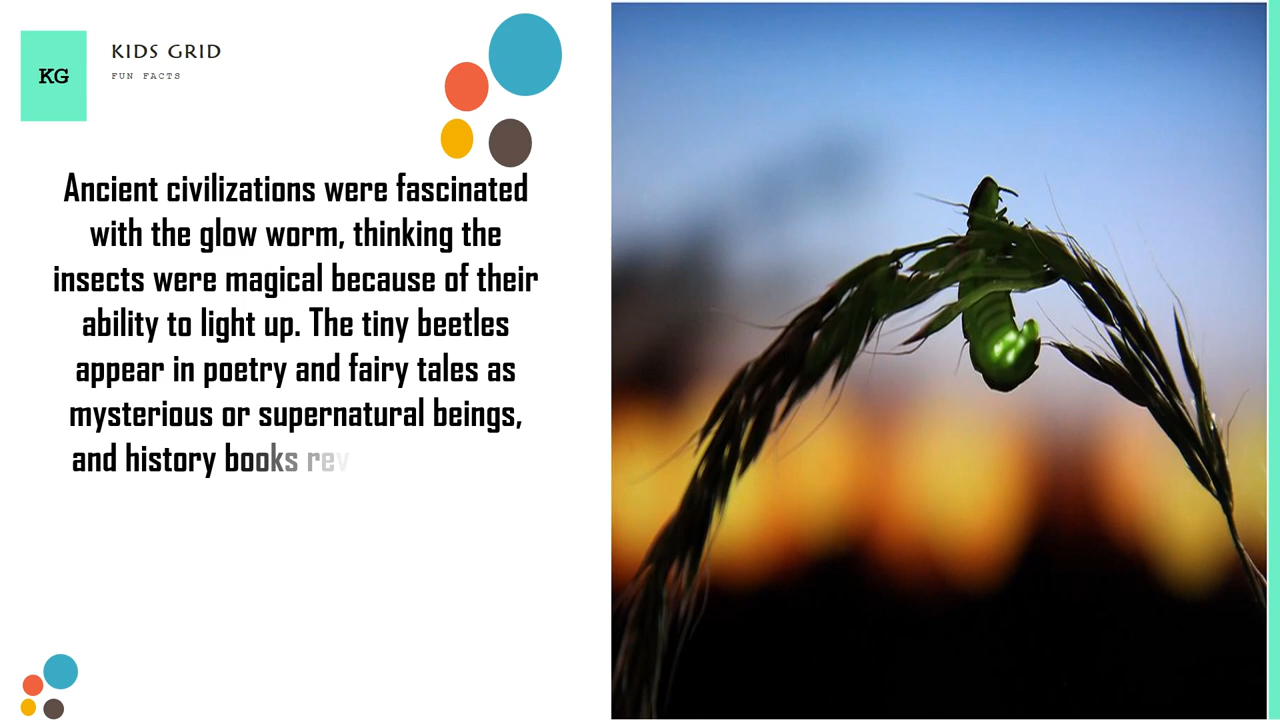 KG
KIDS GRID
FUN FACTS
Ancient civilizations were fascinated
with the glow worm, thinking the
insects were magical because of their
ability to light up. The tiny beetles
appear in poetry and fairy tales as
mysterious or supernatural beings,
and history books rev